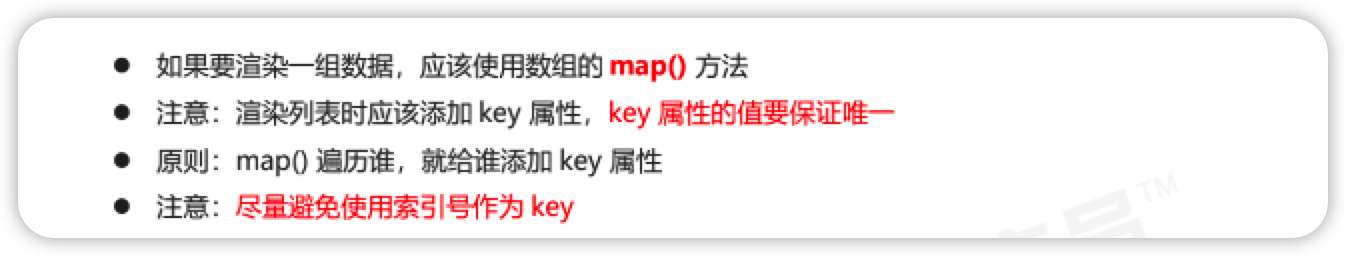 ● 如果要渲染一组数据，应该使用数组的 map() 方法
● 注意：渲染列表时应该添加 key 属性，key 属性的值要保证唯一
● 原则：map() 遍历谁，就给谁添加 key 属性
● 注意：尽量避免使用索引号作为 key
TM